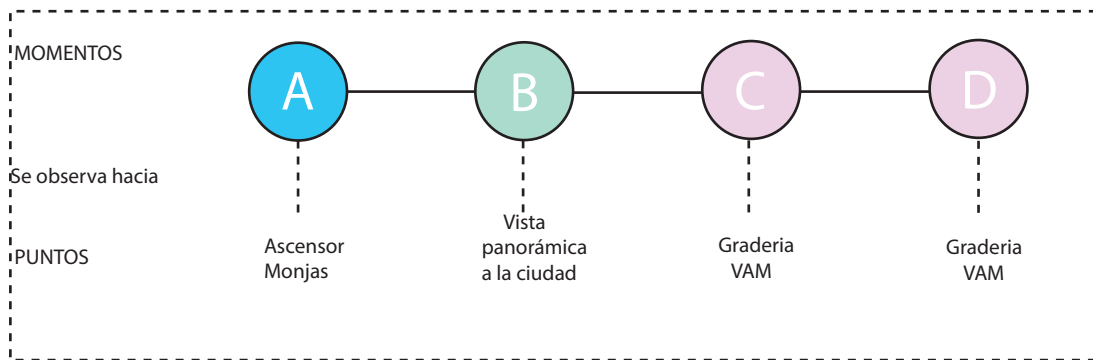 MOMENTOS
A
B
C
D
Se observa hacia
PUNTOS
Ascensor
Monjas
Vista
panorámica
a la ciudad
Graderia
VAM
Graderia
VAM